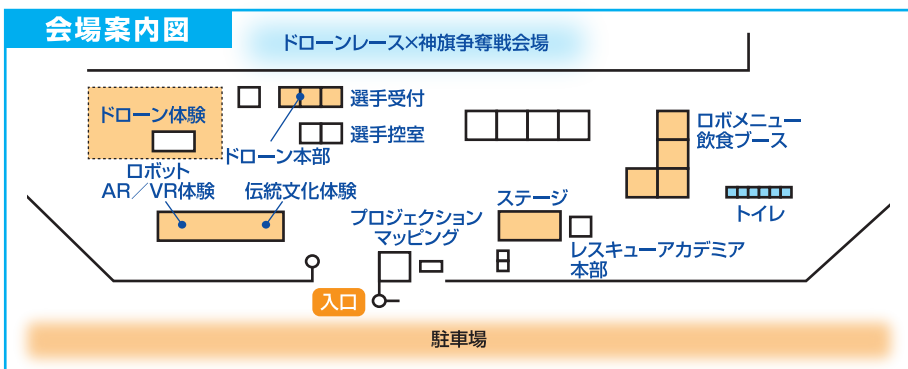 会場案内図
ドローンレース×神旗争奪戦会場
ドローン体験
選手受付
選手控室
ドローン本部
ロボメニュー
飲食ブース
ロボット
AR／VR体験
伝統文化体験
プロジェクション
マッピング
ステージ
トイレ
レスキューアカデミア
本部
入口
駐車場